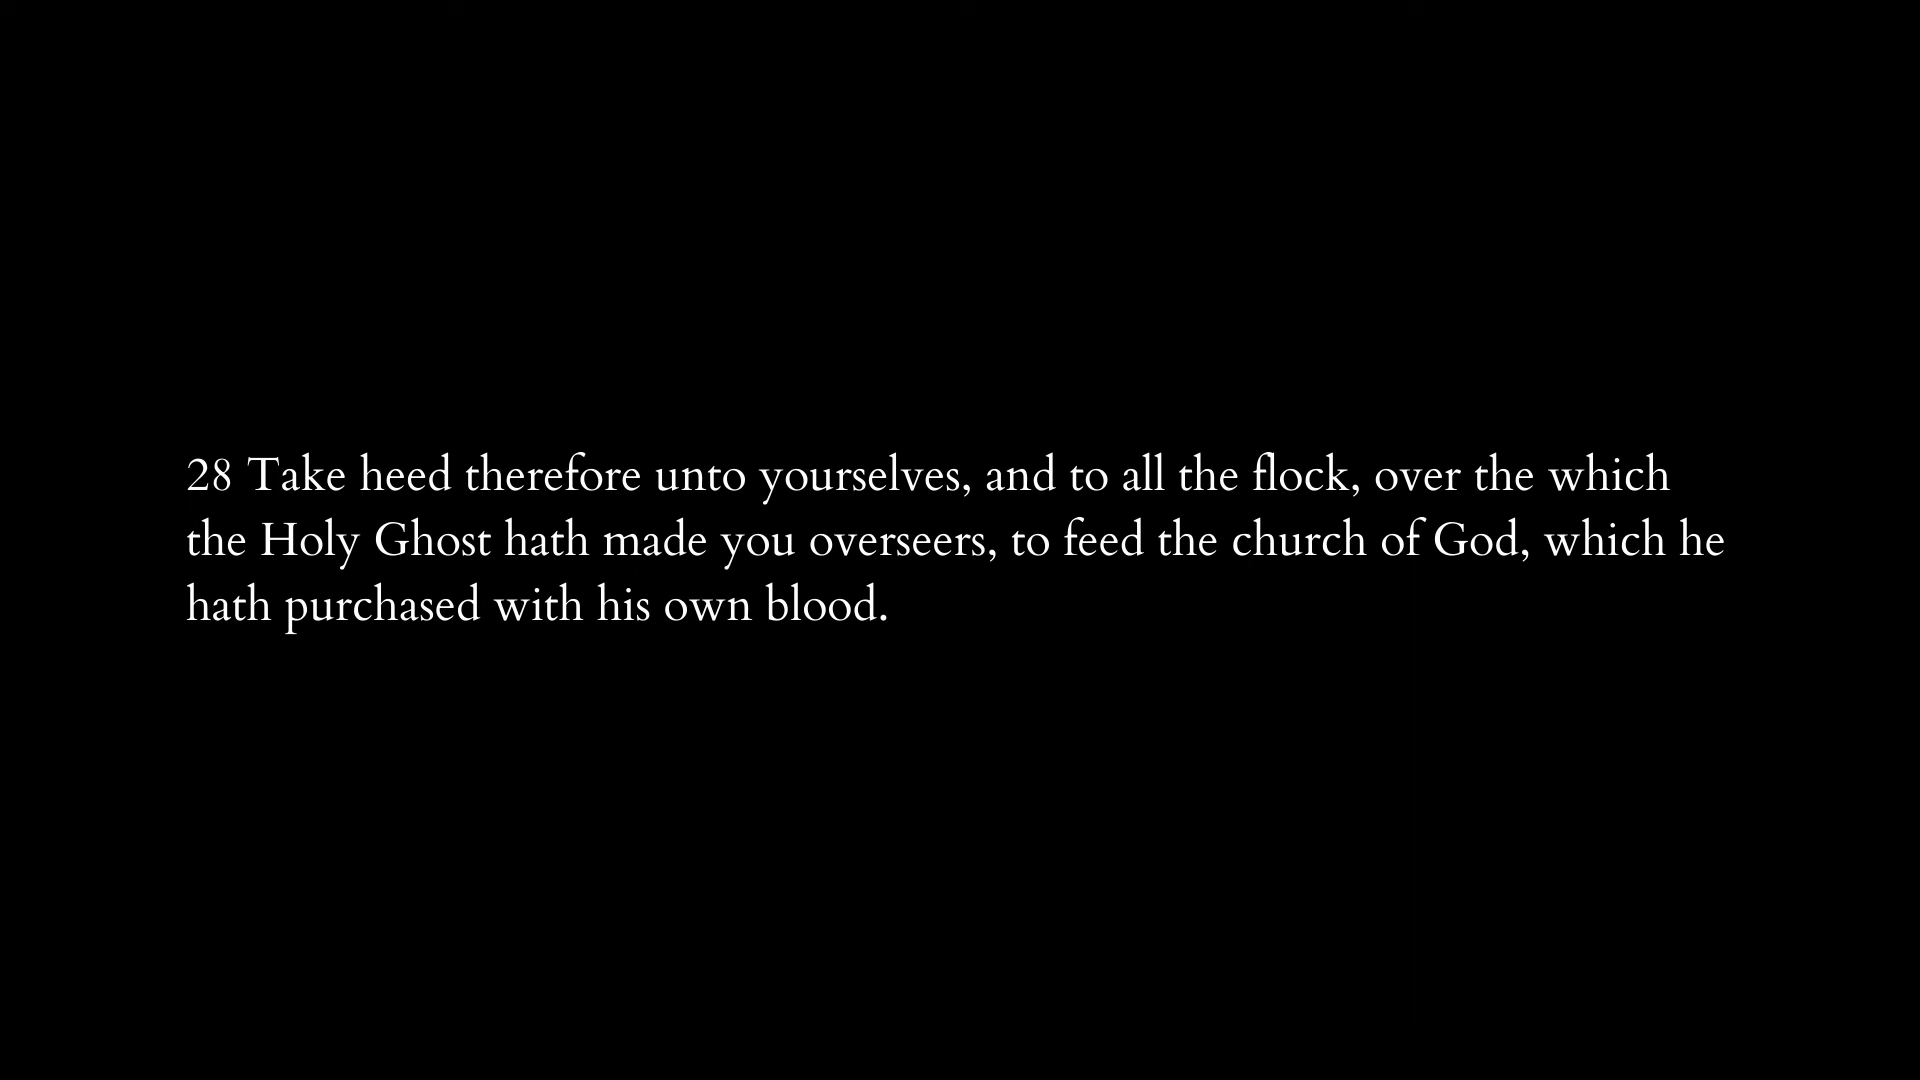 28 Take heed therefore unto yourselves, and to all the flock, over the which
the Holy Ghost hath made you overseers, to feed the church of God, which he
hath purchased with his own blood.